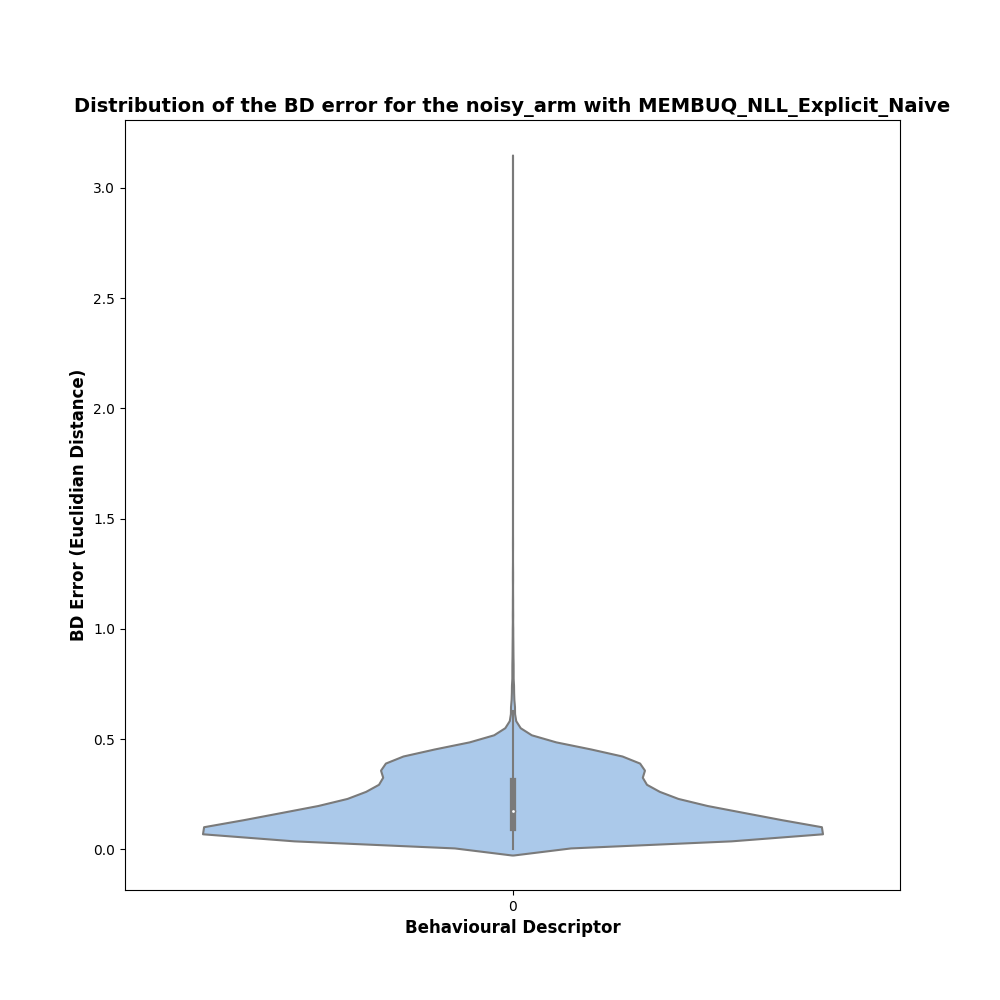 Distribution of the BD error for the noisy_arm with MEMBUQ_NLL_Explicit_Naive
BD Error (Euclidian Distance)
3.0
2.5
2.0
1.5
1.0
0.5
0.0
0
Behavioural Descriptor